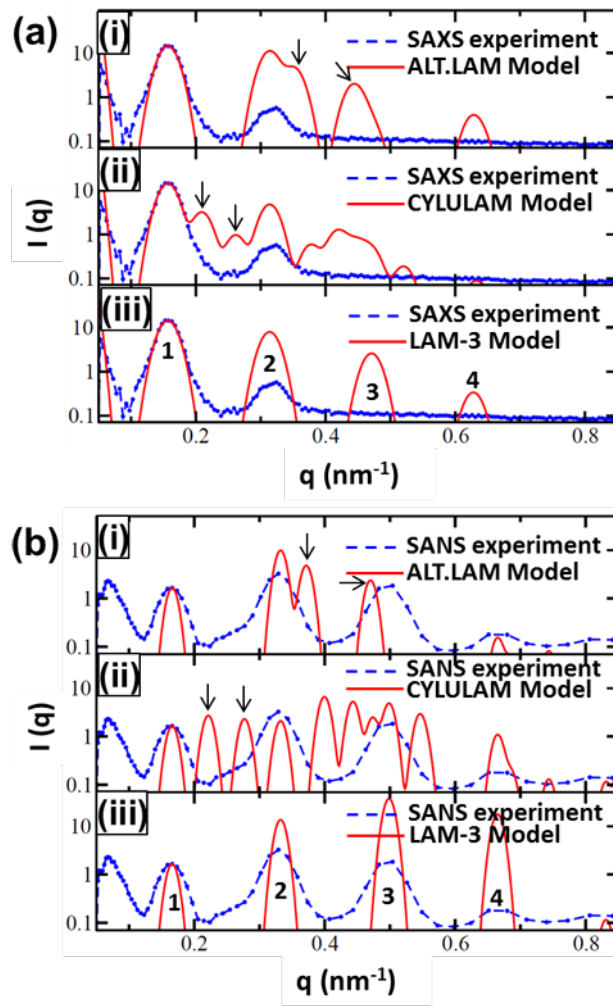 (a)
(i)
SAXS experiment
ALT.LAM Model
10
1
0.1
(ii)
SAXS experiment
CYLULAM Model
10
1
0.1
(iii)
SAXS experiment
LAM-3 Model
10
1
0.1
1
2
3
4
I (q)
0.2
0.4
0.6
0.8
q (nm-1)
(b)
(i)
SANS experiment
ALT.LAM Model
10
1
0.1
(ii)
SANS experiment
CYLULAM Model
10
1
0.1
(iii)
SANS experiment
LAM-3 Model
10
1
0.1
1
2
3
4
I (q)
0.2
0.4
0.6
0.8
q (nm-1)